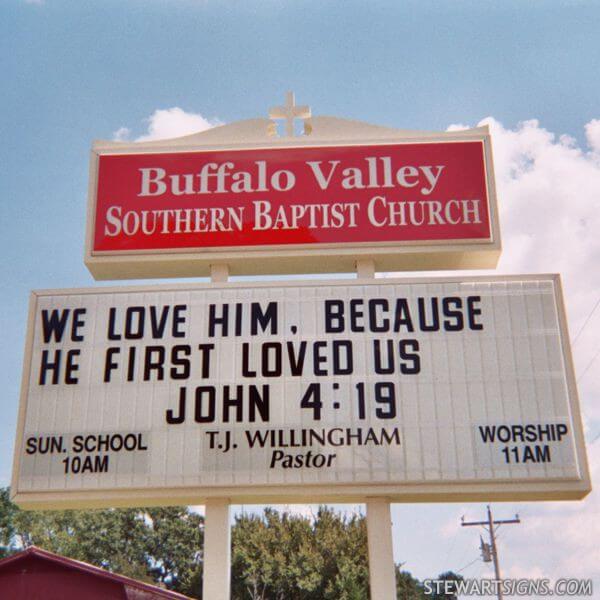 Buffalo Valley
Southern Baptist Church
WE LOVE HIM, BECAUSE
HE FIRST LOVED US
JOHN 4:19
SUN. SCHOOL
10AM
T.J. WILLINGHAM
Pastor
WORSHIP
11AM
STEWARTSIGNS.COM